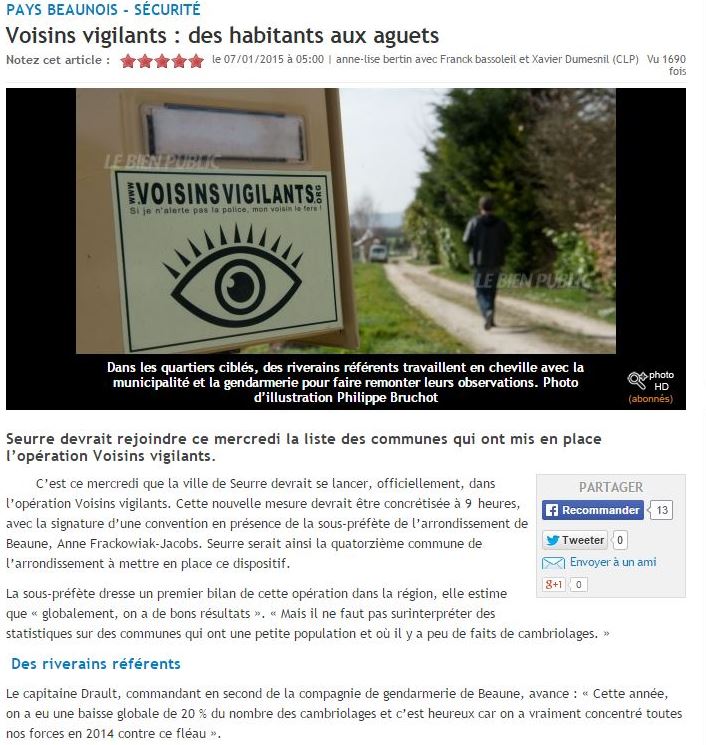 PAYS BEAUNOIS - SÉCURITÉ
Voisins vigilants : des habitants aux aguets
Notez cet article : le 07/01/2015 à 05:00 | anne-lise bertin avec Franck bassoleil et Xavier Dumesnil (CLP) Vu 1690
fois
LE BIEN PUBLIC
WWW.VOISINSVIGILANTS.ORG
Si je n'alerte pas la police, mon voisin le fera !
LE BIEN PUBLIC
Dans les quartiers ciblés, des riverains référents travaillent en cheville avec la
municipalité et la gendarmerie pour faire remonter leurs observations. Photo
d'illustration Philippe Bruchot
photo
HD
(abonnés)
Seurre devrait rejoindre ce mercredi la liste des communes qui ont mis en place
l'opération Voisins vigilants.
C'est ce mercredi que la ville de Seurre devrait se lancer, officiellement, dans
l'opération Voisins vigilants. Cette nouvelle mesure devrait être concrétisée à 9 heures,
avec la signature d'une convention en présence de la sous-préfète de l'arrondissement de
Beaune, Anne Frackowiak-Jacobs. Seurre serait ainsi la quatorzième commune de
l'arrondissement à mettre en place ce dispositif.
PARTAGER
Recommander 13
Tweeter 0
Envoyer à un ami
g+1 0
La sous-préfète dresse un premier bilan de cette opération dans la région, elle estime
que « globalement, on a de bons résultats ». « Mais il ne faut pas surinterpréter des
statistiques sur des communes qui ont une petite population et où il y a peu de faits de cambriolages. »
Des riverains référents
Le capitaine Drault, commandant en second de la compagnie de gendarmerie de Beaune, avance : « Cette année,
on a eu une baisse globale de 20 % du nombre des cambriolages et c'est heureux car on a vraiment concentré toutes
nos forces en 2014 contre ce fléau ».